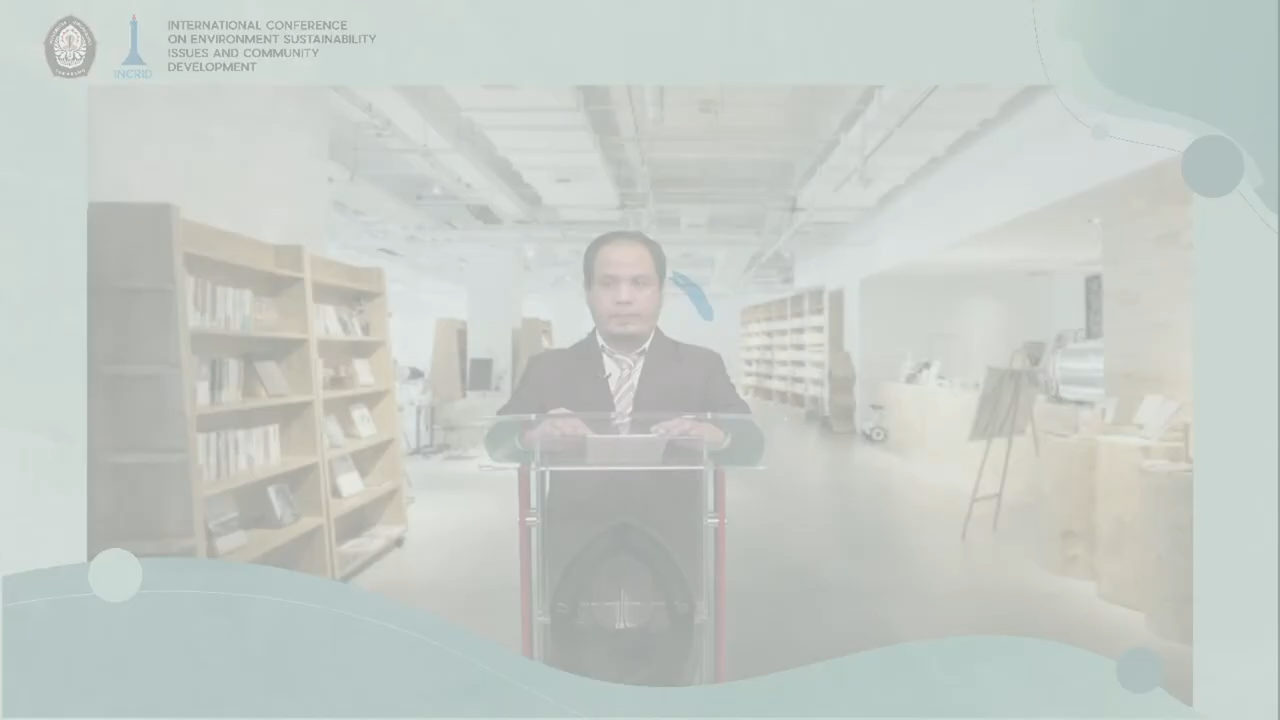 INTERNATIONAL CONFERENCE
ON ENVIRONMENT SUSTAINABILITY
ISSUES AND COMMUNITY
DEVELOPMENT
INCRID